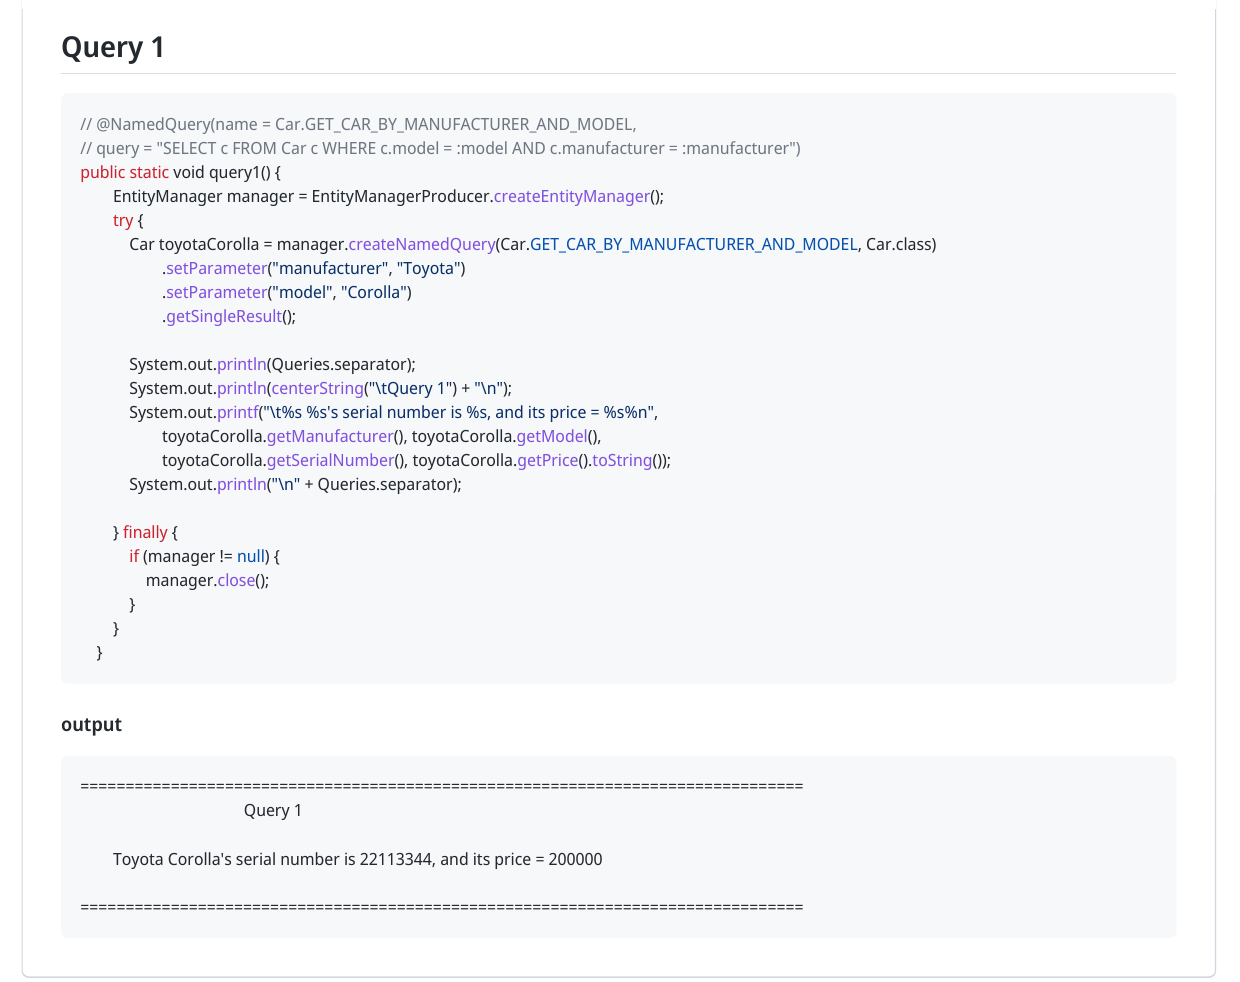 Query 1
// @NamedQuery(name = Car.GET_CAR_BY_MANUFACTURER_AND_MODEL,
// query = "SELECT c FROM Car c WHERE c.model = :model AND c.manufacturer = :manufacturer")
public static void query1() {
EntityManager manager = EntityManagerProducer.createEntityManager();
try {
Car toyotaCorolla = manager.createNamedQuery(Car.GET_CAR_BY_MANUFACTURER_AND_MODEL, Car.class)
.setParameter("manufacturer", "Toyota")
.setParameter("model", "Corolla")
.getSingleResult();
System.out.println(Queries.separator);
System.out.println(centerString("\tQuery 1") + "\n");
System.out.printf("\t%s %s's serial number is %s, and its price = %s%n",
toyotaCorolla.getManufacturer(), toyotaCorolla.getModel(),
toyotaCorolla.getSerialNumber(), toyotaCorolla.getPrice().toString());
System.out.println("\n" + Queries.separator);
} finally {
if (manager != null) {
manager.close();
}
}
}
output
================================================================================
Query 1
Toyota Corolla's serial number is 22113344, and its price = 200000
================================================================================